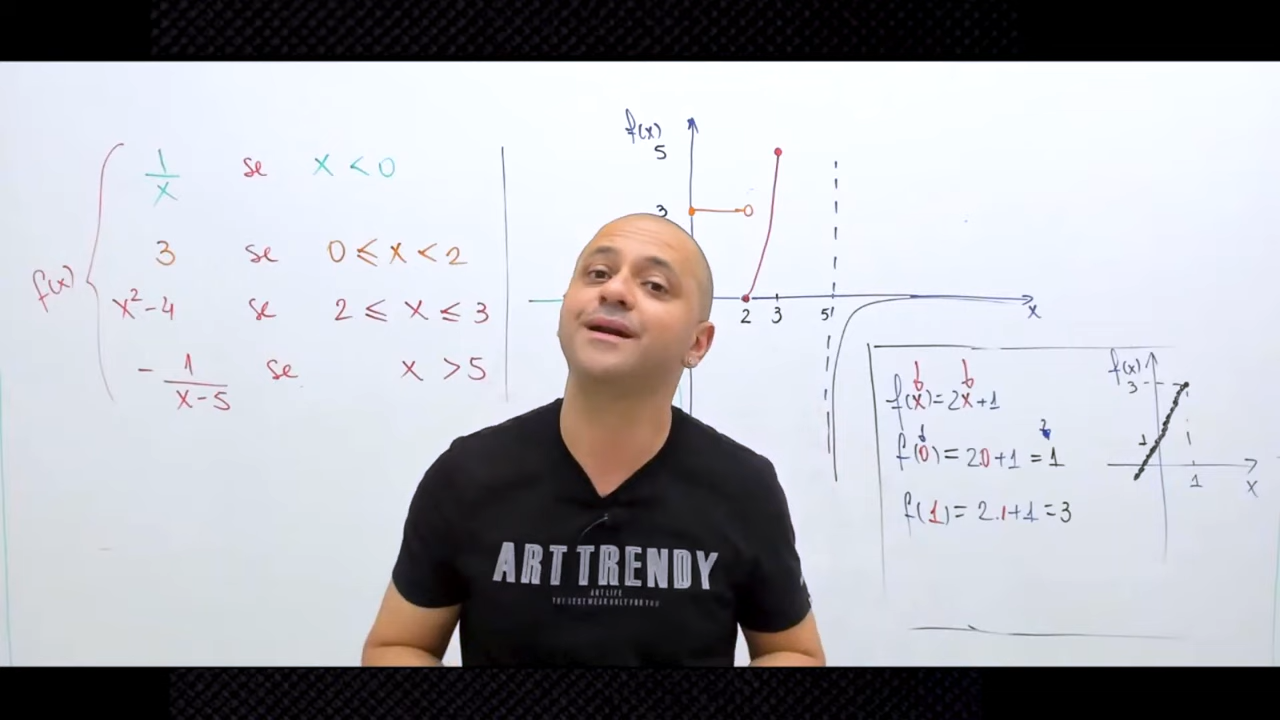 f(x)
1/x se x < 0
3 se 0 ⩽ x < 2
x²-4 se 2 ⩽ x ⩽ 3
- 1/(x-5) se x > 5
f(x)
5
3
2 3 5
x
f(x)=2x+1
f(0)=2.0+1=1
f(1)=2.1+1=3
f(x)
3
1
1
x
ART TRENDY
ART LIFE